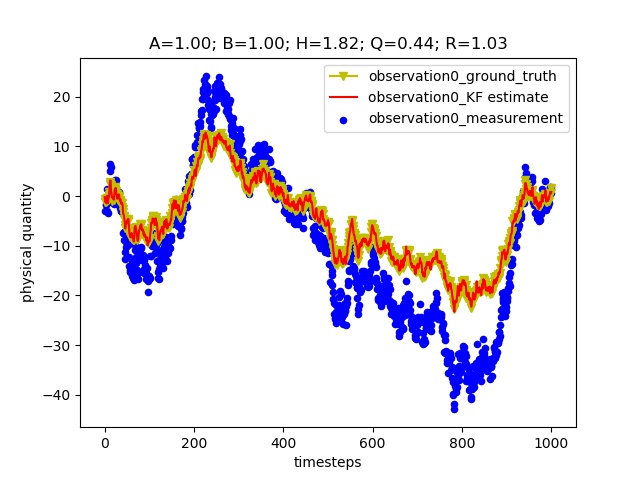 A=1.00; B=1.00; H=1.82; Q=0.44; R=1.03
observation0_ground_truth
observation0_KF estimate
observation0_measurement
20
10
0
−10
−20
−30
−40
physical quantity
0 200 400 600 800 1000
timesteps